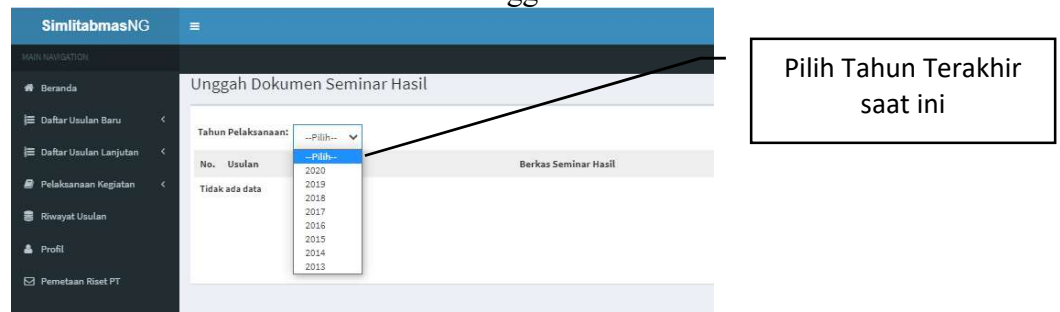 SimlitabmasNG
MAIN NAVIGATION
Beranda
Daftar Usulan Baru
Daftar Usulan Lanjutan
Pelaksanaan Kegiatan
Riwayat Usulan
Profil
Pemetaan Riset PT
Unggah Dokumen Seminar Hasil
Tahun Pelaksanaan: --Pilih--
No. Usulan Berkas Seminar Hasil
Tidak ada data
--Pilih--
2020
2019
2018
2017
2016
2015
2014
2013
Pilih Tahun Terakhir
saat ini